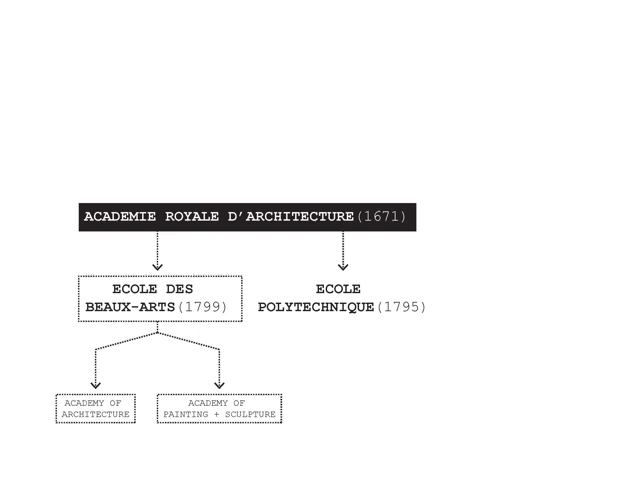 ACADEMIE ROYALE D'ARCHITECTURE(1671)
ECOLE DES
BEAUX-ARTS(1799)
ECOLE
POLYTECHNIQUE(1795)
ACADEMY OF
ARCHITECTURE
ACADEMY OF
PAINTING + SCULPTURE